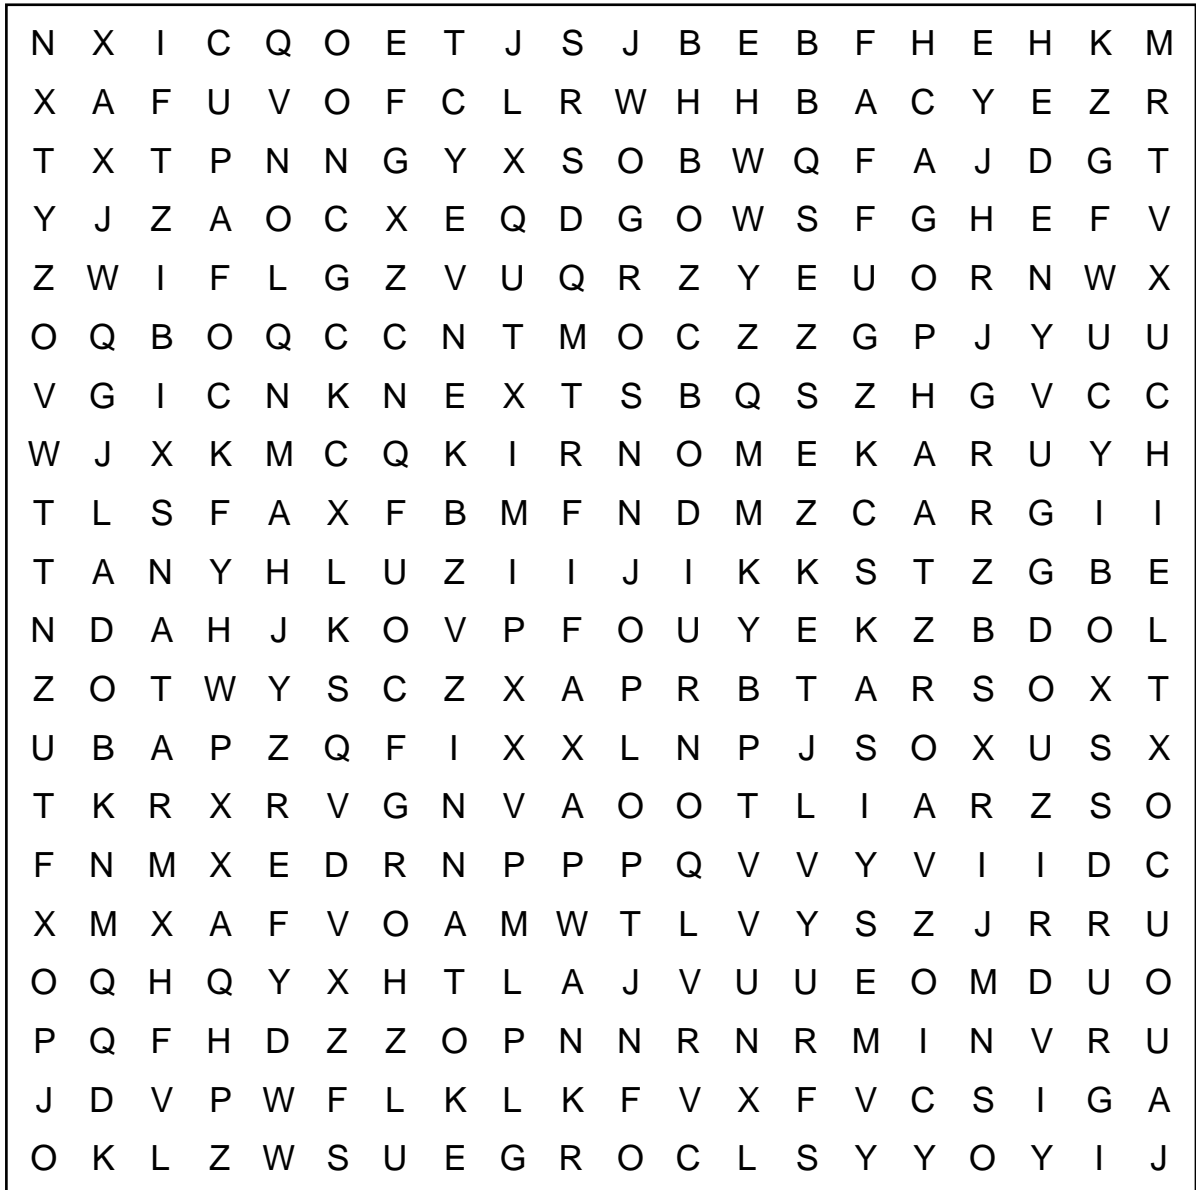 N X I C Q O E T J S J B E B F H E H K M
X A F U V O F C L R W H H B A C Y E Z R
T X T P N N G Y X S O B W Q F A J D G T
Y J Z A O C X E Q D G O W S F G H E F V
Z W I F L G Z V U Q R Z Y E U O R N W X
O Q B O Q C C N T M O C Z Z G P J Y U U
V G I C N K N E X T S B Q S Z H G V C C
W J X K M C Q K I R N O M E K A R U Y H
T L S F A X F B M F N D M Z C A R G I I
T A N Y H L U Z I I J I K K S T Z G B E
N D A H J K O V P F O U Y E K Z B D O L
Z O T W Y S C Z X A P R B T A R S O X T
U B A P Z Q F I X X L N P J S O X U S X
T K R X R V G N V A O O T L I A R Z S O
F N M X E D R N P P P Q V V Y V I I D C
X M X A F V O A M W T L V Y S Z J R R U
O Q H Q Y X H T L A J V U U E O M D U O
P Q F H D Z Z O P N N R N R M I N V R U
J D V P W F L K L K F V X F V C S I G A
O K L Z W S U E G R O C L S Y Y O Y I J